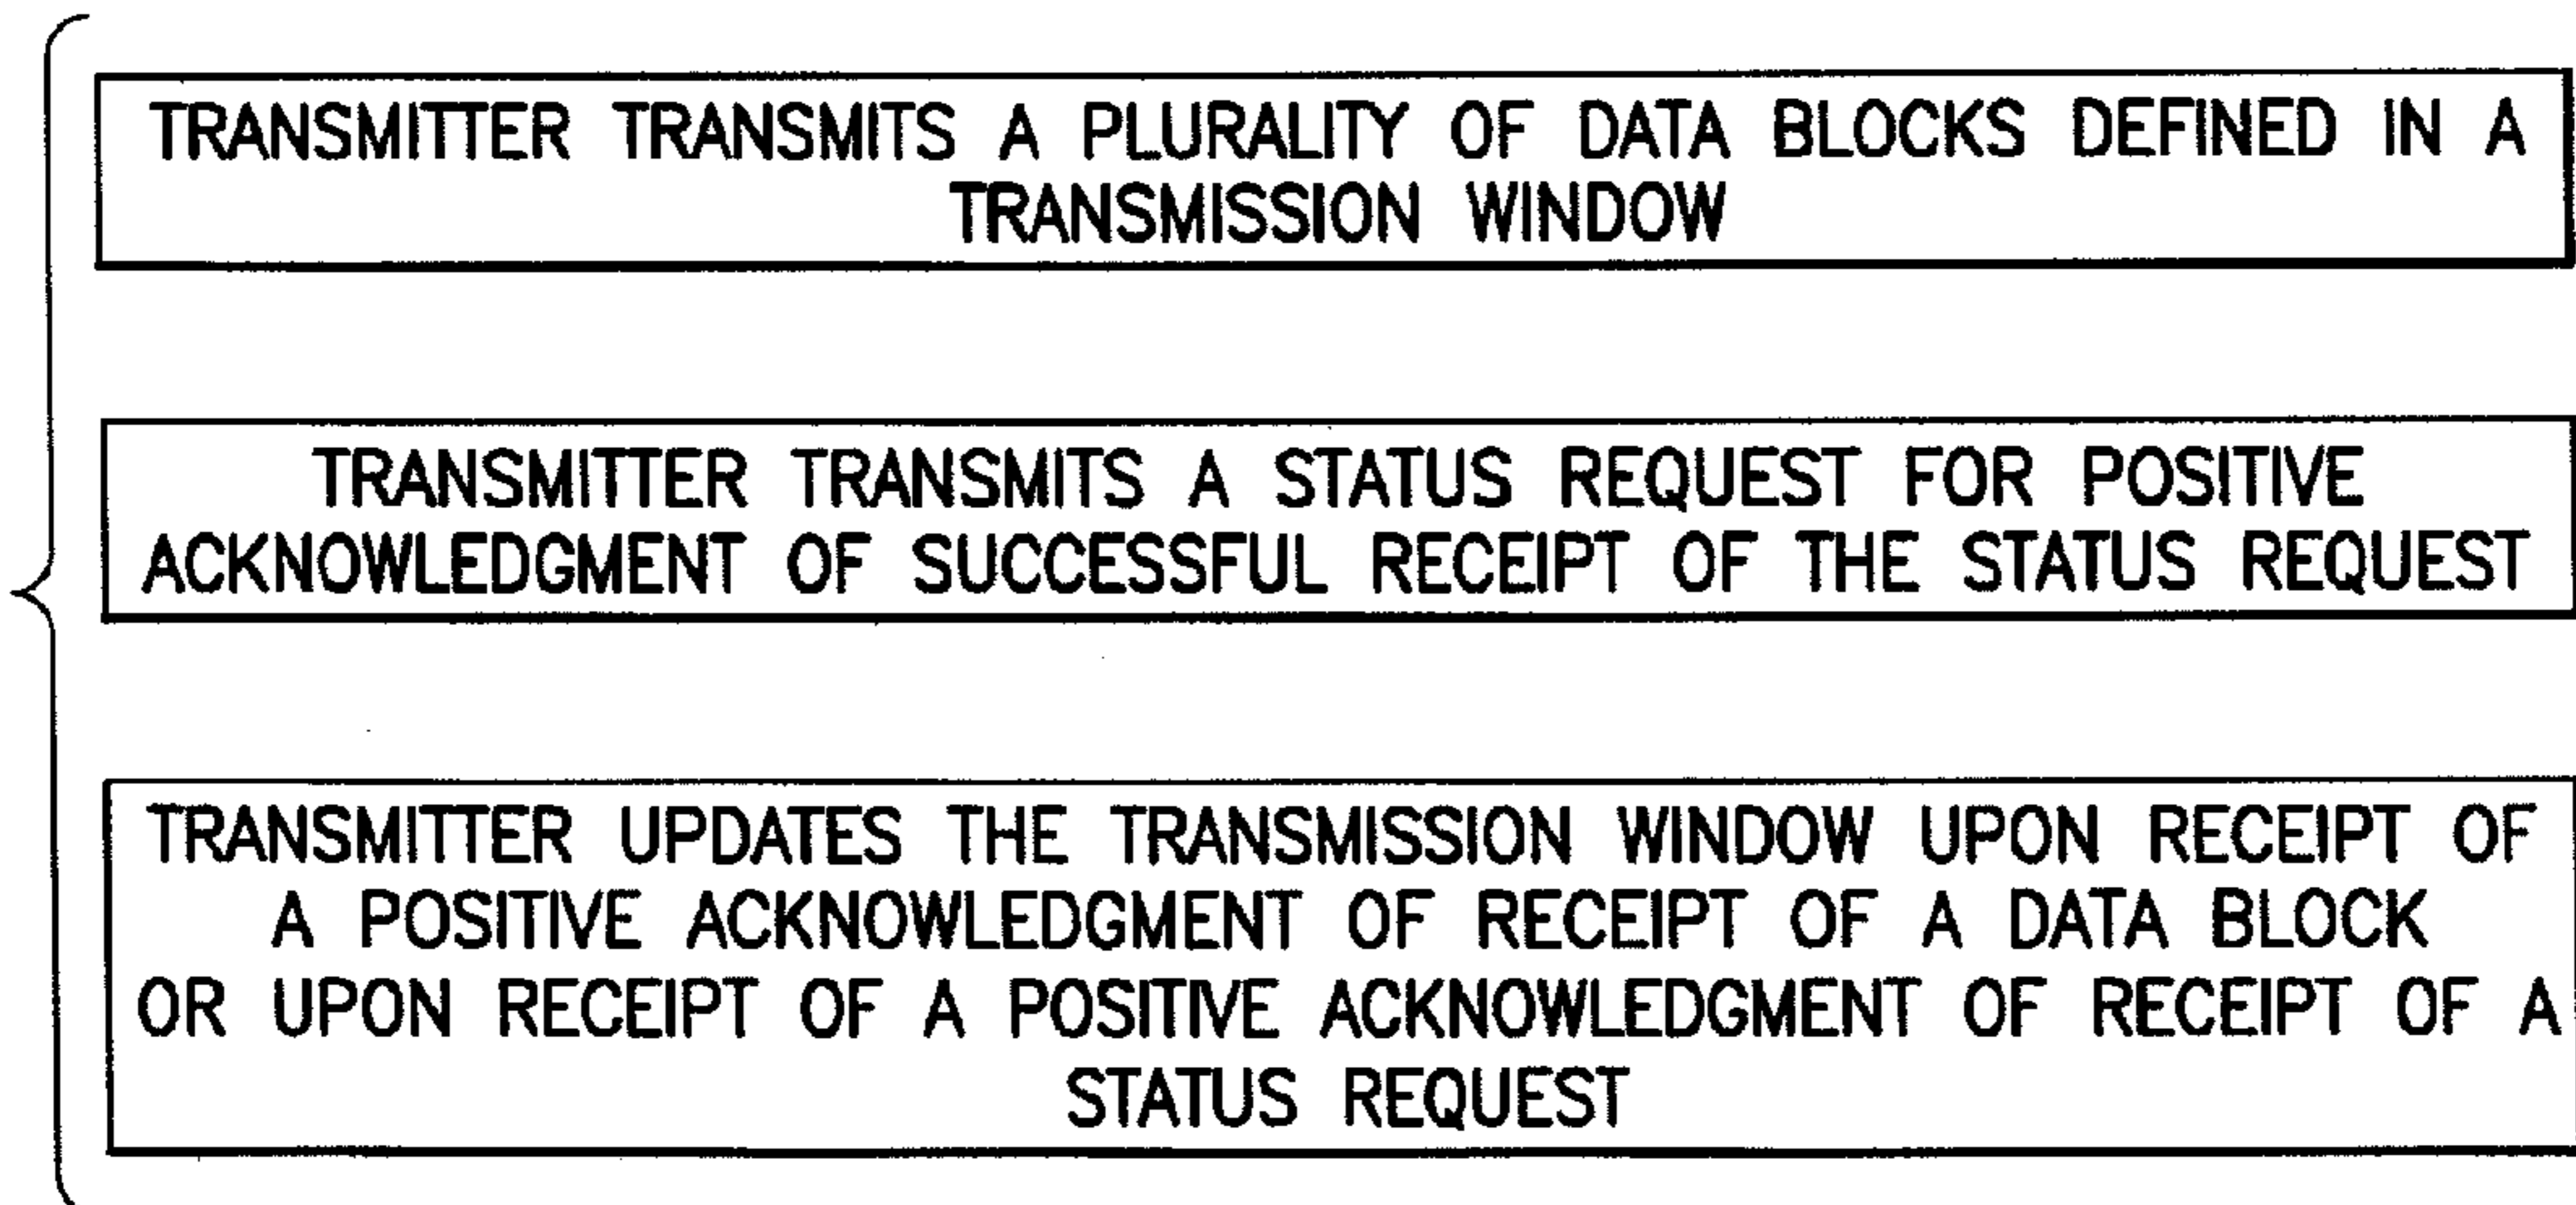 TRANSMITTER TRANSMITS A PLURALITY OF DATA BLOCKS DEFINED IN A
TRANSMISSION WINDOW
TRANSMITTER TRANSMITS A STATUS REQUEST FOR POSITIVE
ACKNOWLEDGMENT OF SUCCESSFUL RECEIPT OF THE STATUS REQUEST
TRANSMITTER UPDATES THE TRANSMISSION WINDOW UPON RECEIPT OF
A POSITIVE ACKNOWLEDGMENT OF RECEIPT OF A DATA BLOCK
OR UPON RECEIPT OF A POSITIVE ACKNOWLEDGMENT OF RECEIPT OF A
STATUS REQUEST